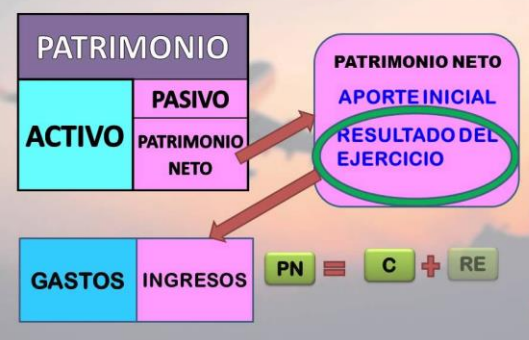 PATRIMONIO
ACTIVO
PASIVO
PATRIMONIO
NETO
PATRIMONIO NETO
APORTE INICIAL
RESULTADO DEL
EJERCICIO
GASTOS
INGRESOS
PN = C + RE